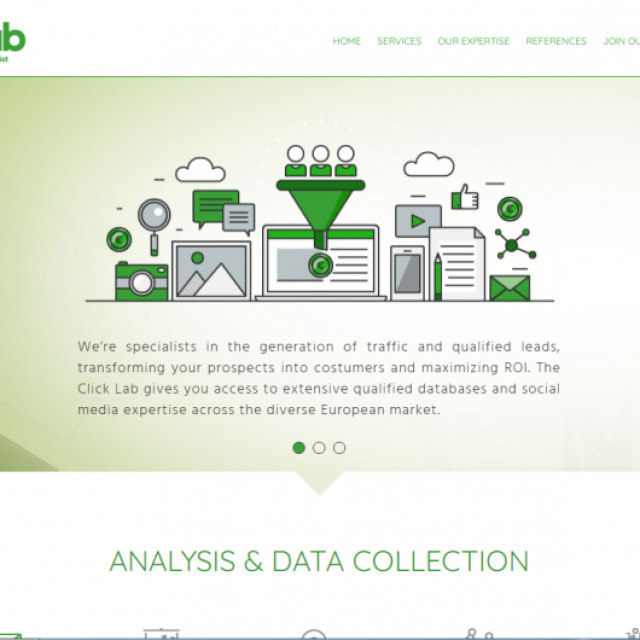 HOME SERVICES OUR EXPERTISE REFERENCES JOIN
We're specialists in the generation of traffic and qualified leads,
transforming your prospects into costumers and maximizing ROI. The
Click Lab gives you access to extensive qualified databases and social
media expertise across the diverse European market.
ANALYSIS & DATA COLLECTION